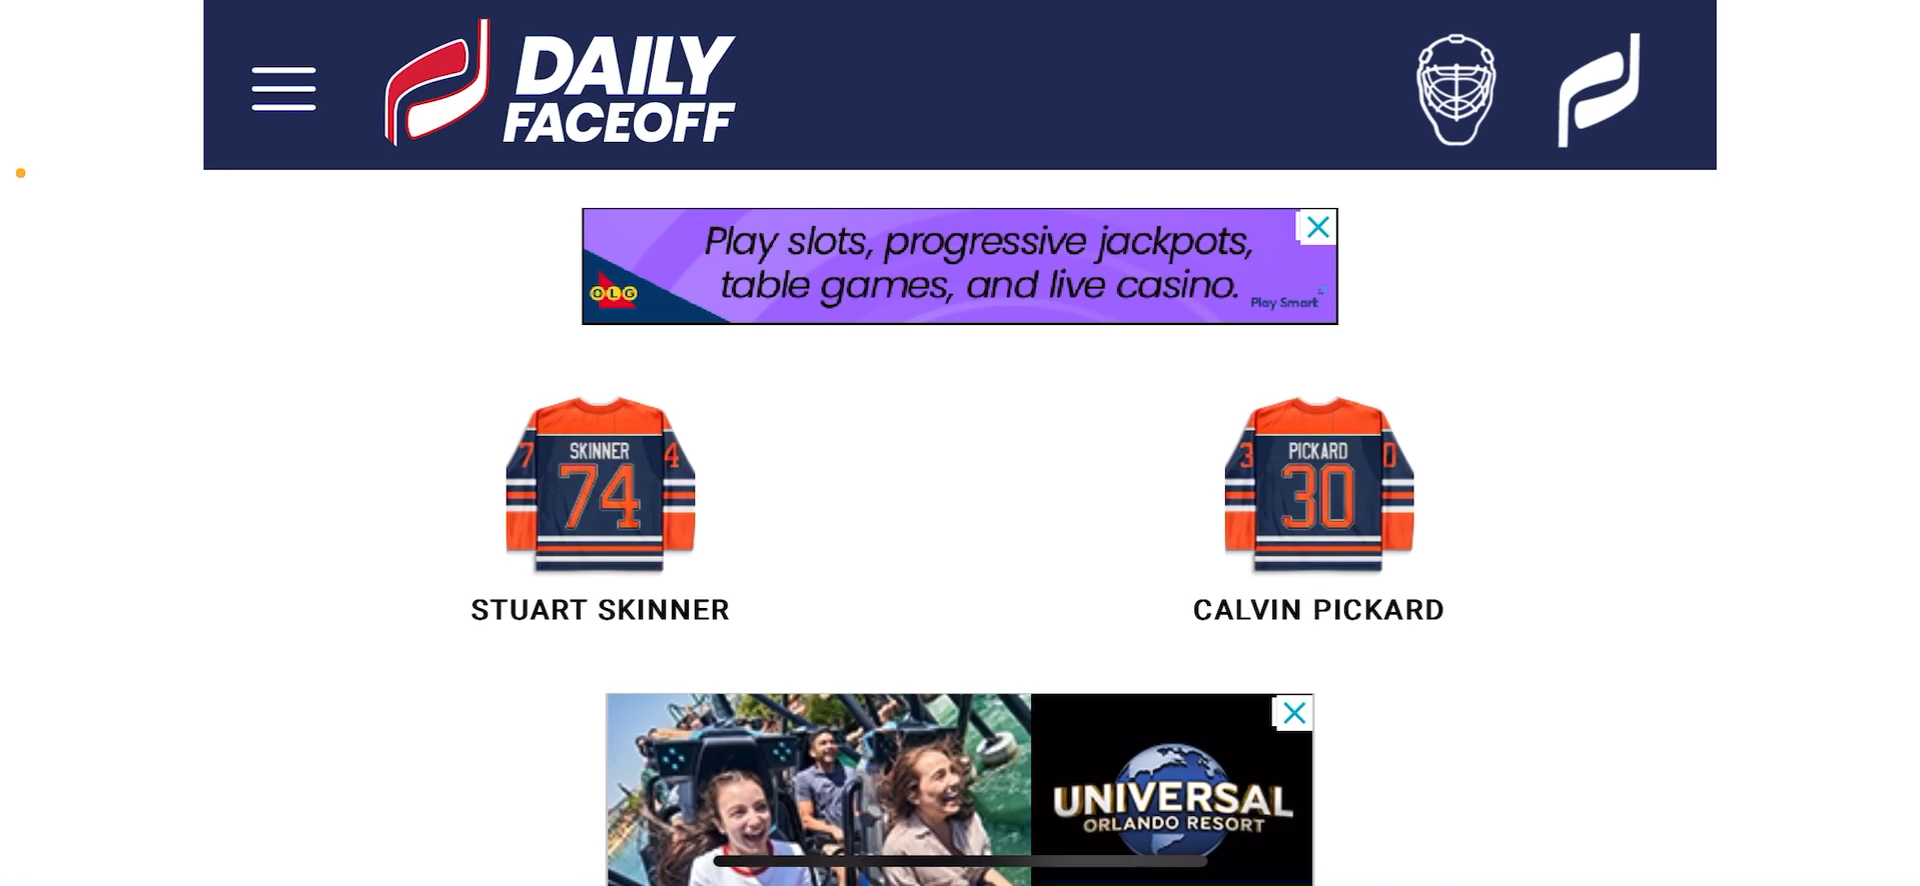 DAILY
FACEOFF
Play slots, progressive jackpots,
table games, and live casino.
OLG
Play Smart
7 SKINNER 4
74
3 PICKARD 0
30
STUART SKINNER
CALVIN PICKARD
UNIVERSAL
ORLANDO RESORT